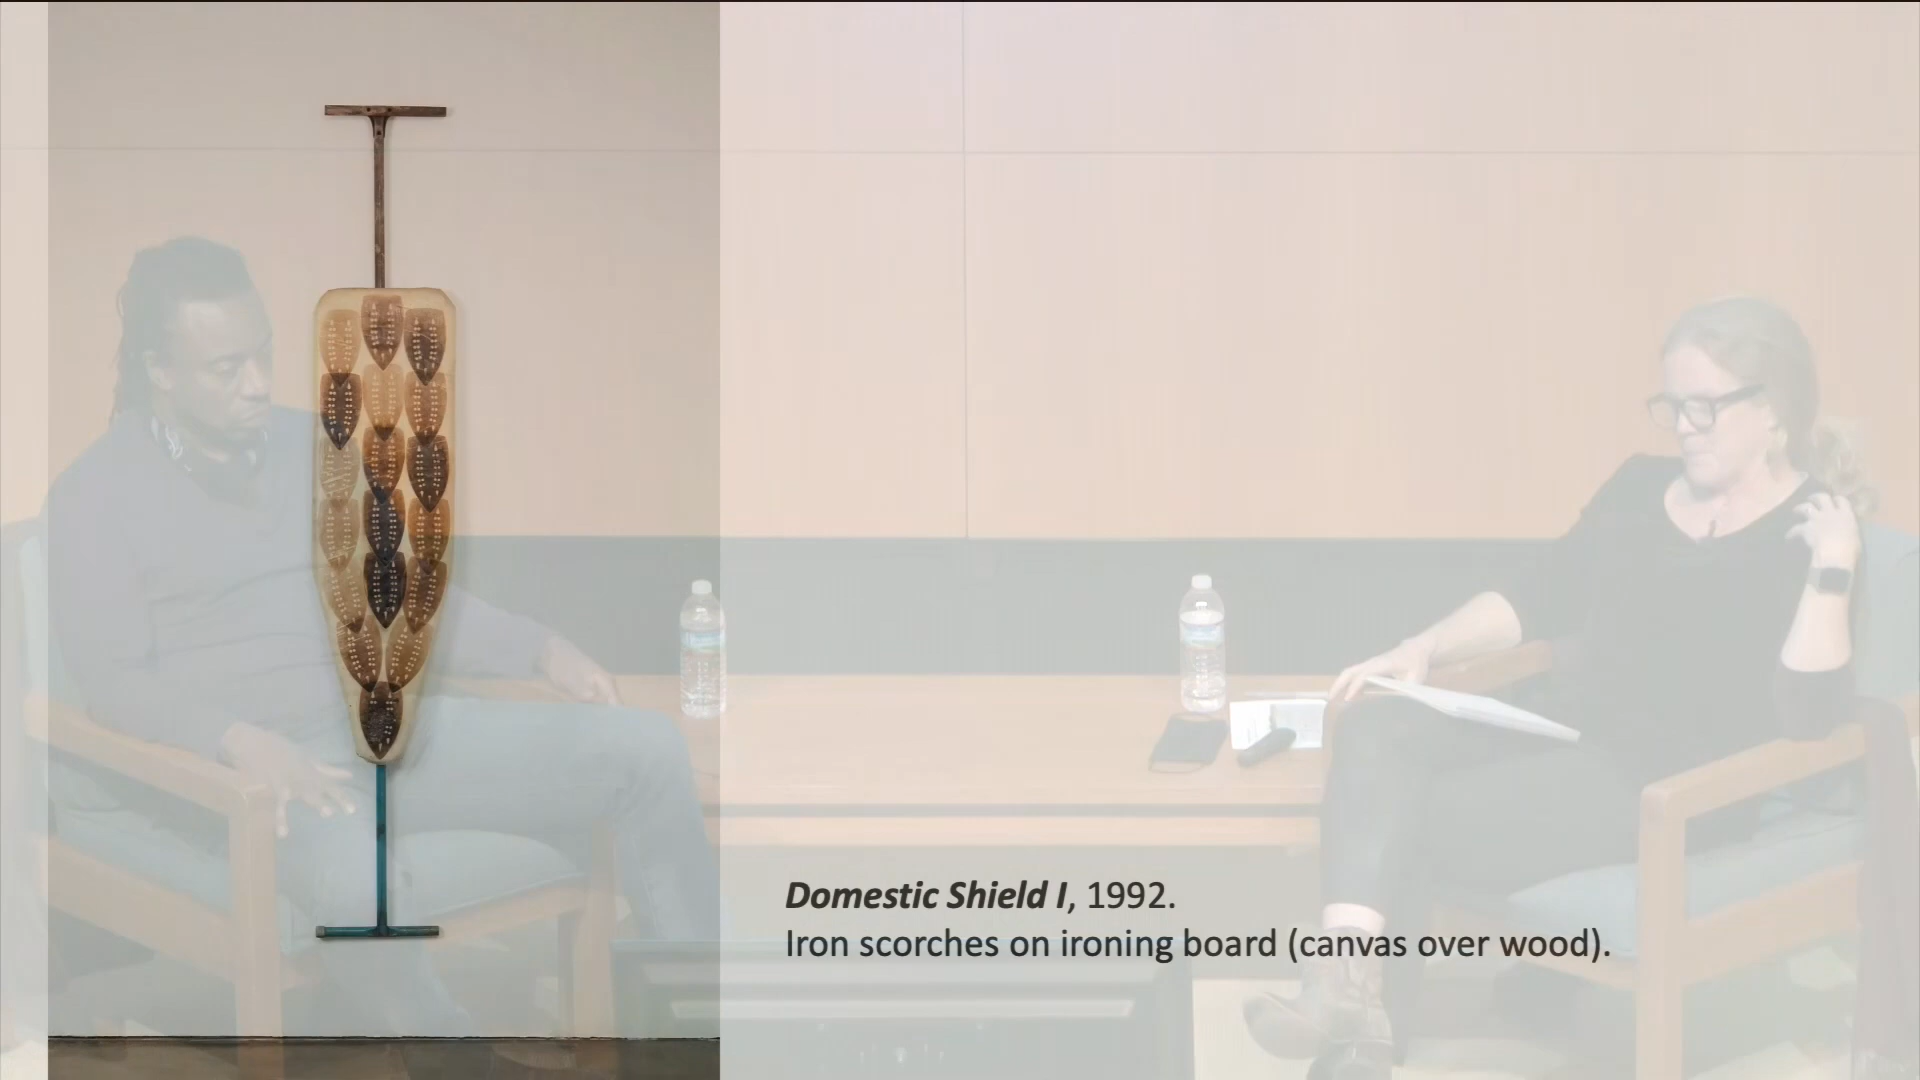 Domestic Shield I, 1992.
Iron scorches on ironing board (canvas over wood).